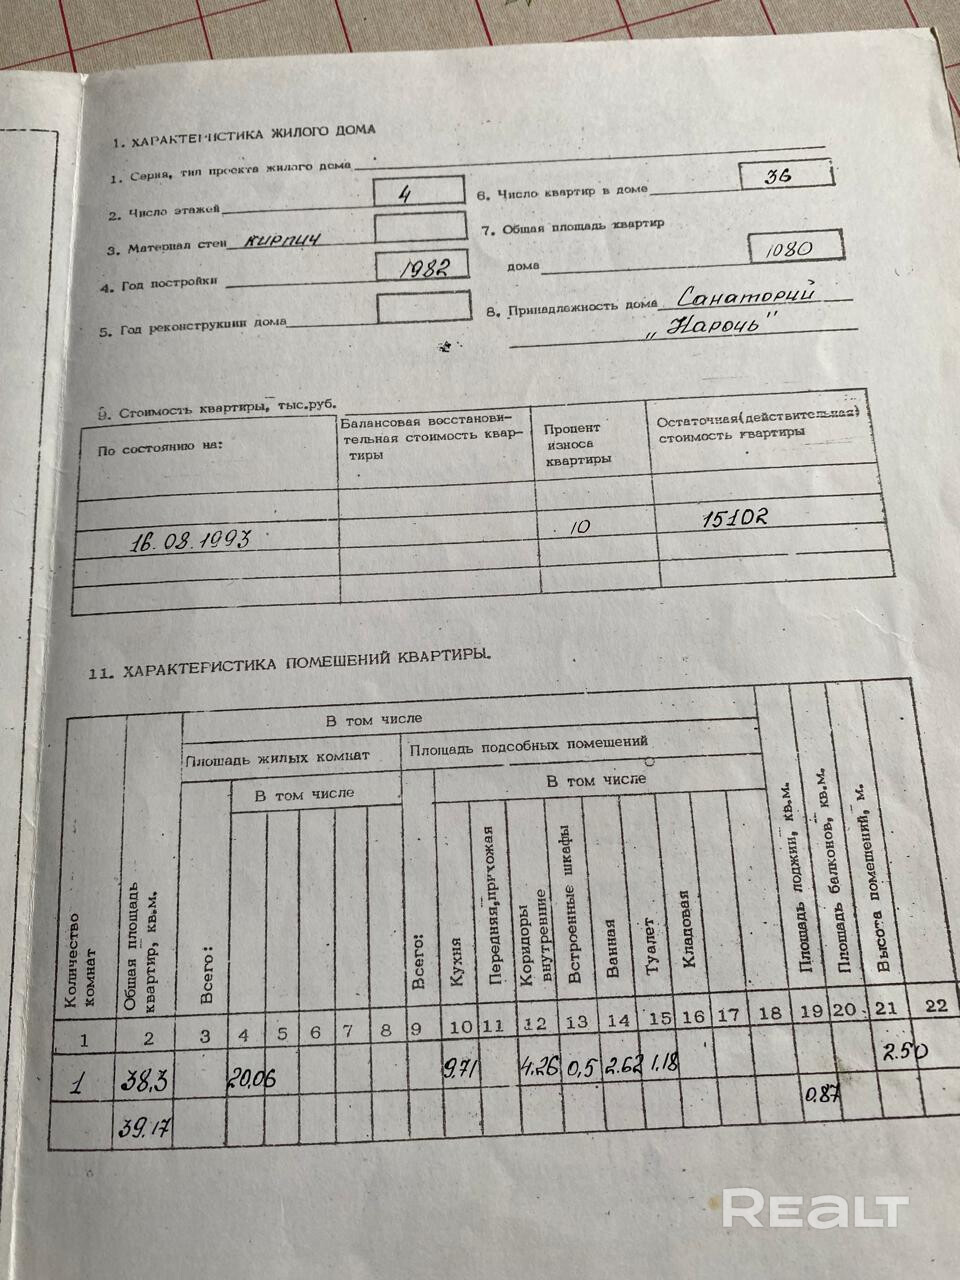 1. ХАРАКТЕРИСТИКА ЖИЛОГО ДОМА
1. Серия, тип проекта жилого дома
2. Число этажей 4
3. Материал стен кирпич
4. Год постройки 1982
5. Год реконструкции дома
6. Число квартир в доме 36
7. Общая площадь квартир
дома 1080
8. Принадлежность дома Санаторий
„Нарочь"
9. Стоимость квартиры, тыс.руб.
По состоянию на:
Балансовая восстанови-
тельная стоимость квар-
тиры
Процент
износа
квартиры
Остаточная(действительная)
стоимость квартиры
16.08.1993 10 15102
11. ХАРАКТЕРИСТИКА ПОМЕШЕНИЙ КВАРТИРЫ.
Количество
комнат
Общая площадь
квартир, кв.м.
В том числе
Площадь жилых комнат
Площадь подсобных помещений
Всего:
В том числе
Всего:
В том числе
Кухня
Передняя,прихожая
Коридоры
внутренние
Встроенные шкафы
Ванная
Туалет
Кладовая
Площадь лоджии, кв.м.
Площадь балконов, кв.м.
Высота помещений, м.
1 2 3 4 5 6 7 8 9 10 11 12 13 14 15 16 17 18 19 20 21 22
1 38,3 20.06 9.71 4.26 0,5 2.62 1.18 2.50
39.17 0.87
REALT